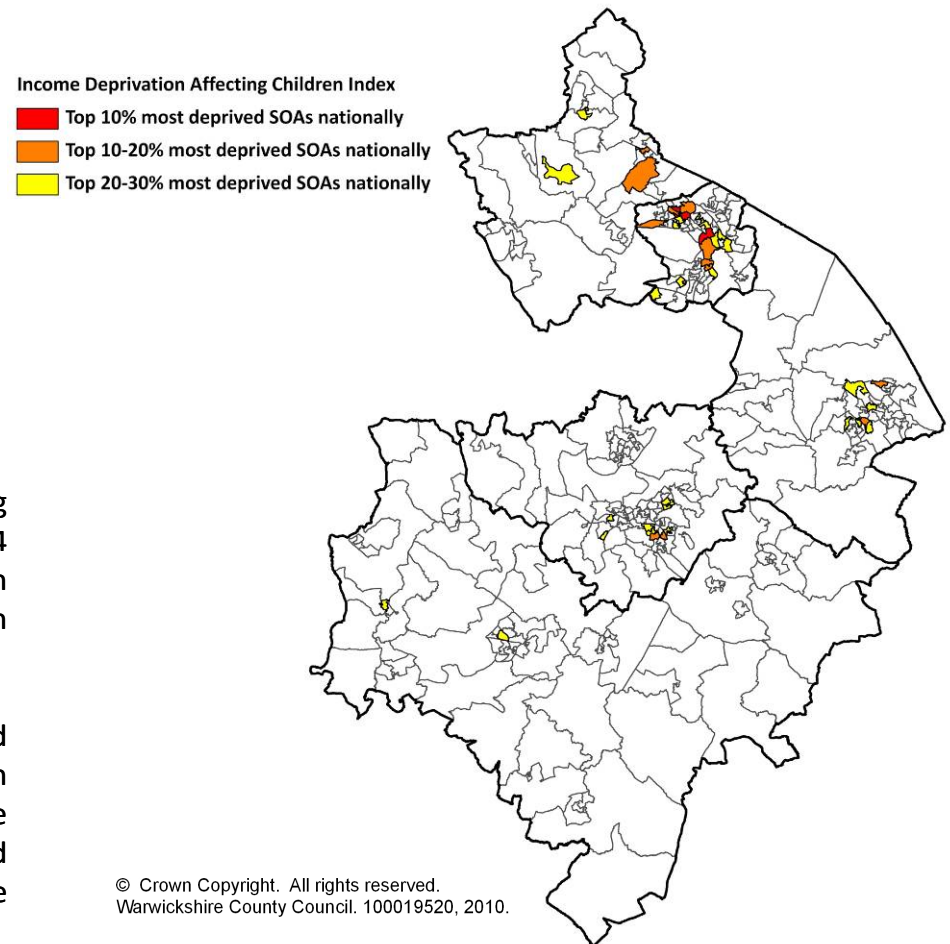 Income Deprivation Affecting Children Index
Top 10% most deprived SOAs nationally
Top 10-20% most deprived SOAs nationally
Top 20-30% most deprived SOAs nationally
g
4
n
n
d
n
e
d
e
© Crown Copyright. All rights reserved.
Warwickshire County Council. 100019520, 2010.